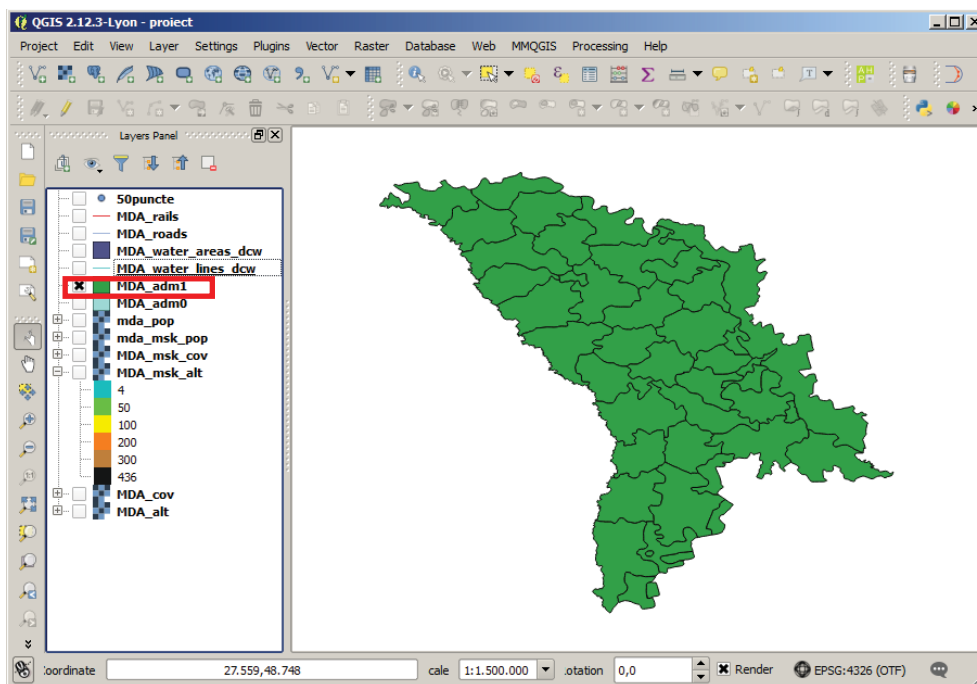 QGIS 2.12.3-Lyon - proiect
Project Edit View Layer Settings Plugins Vector Raster Database Web MMQGIS Processing Help
Layers Panel
50puncte
MDA_rails
MDA_roads
MDA_water_areas_dcw
MDA_water_lines_dcw
MDA_adm1
MDA_adm0
mda_pop
mda_msk_pop
MDA_msk_cov
MDA_msk_alt
4
50
100
200
300
436
MDA_cov
MDA_alt
:oordinate 27.559,48.748 cale 1:1.500.000 .otation 0,0 Render EPSG:4326 (OTF)